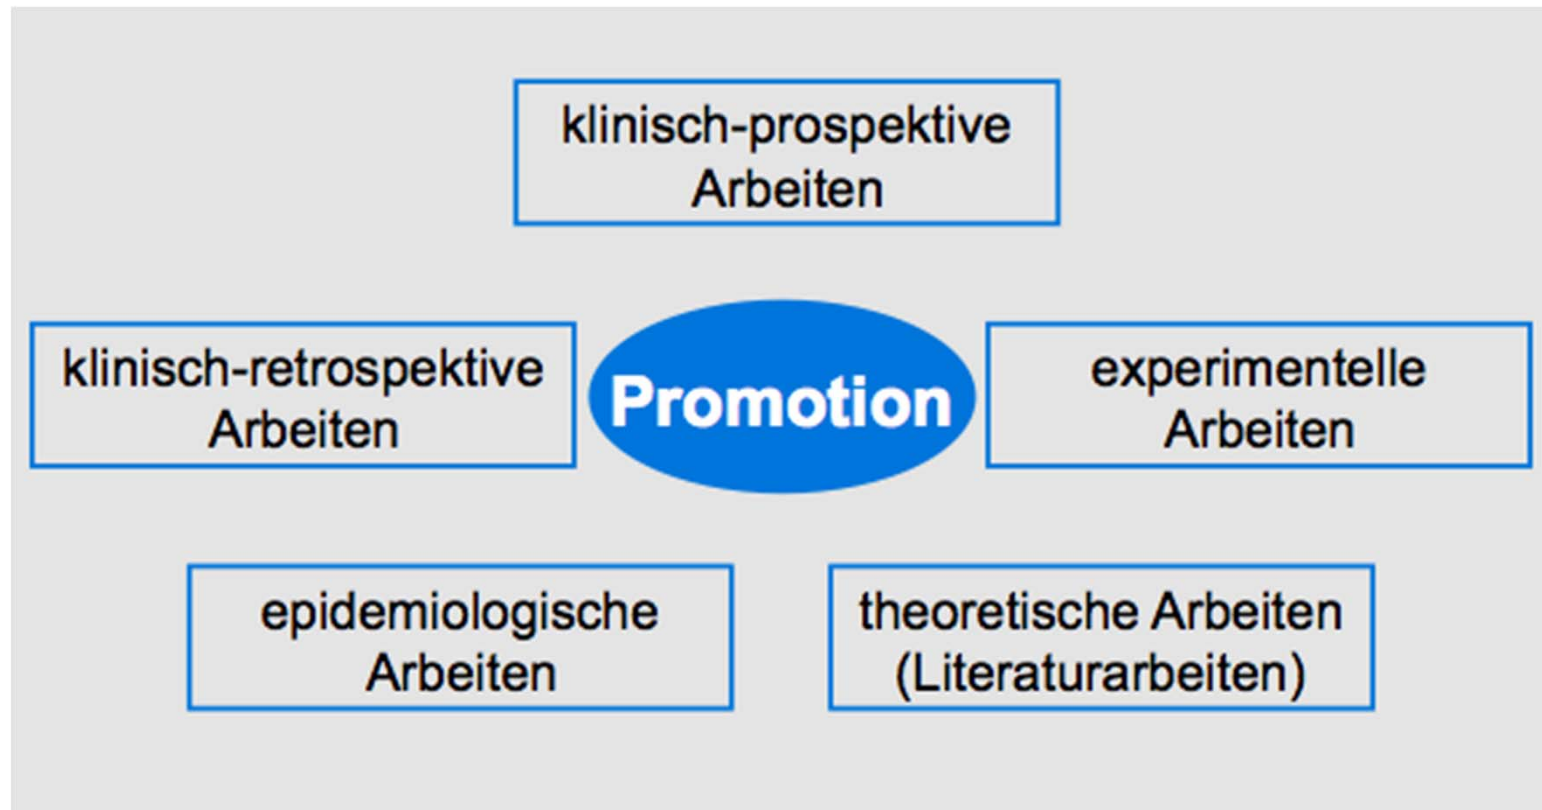 klinisch-prospektive
Arbeiten
klinisch-retrospektive
Arbeiten
Promotion
experimentelle
Arbeiten
epidemiologische
Arbeiten
theoretische Arbeiten
(Literaturarbeiten)